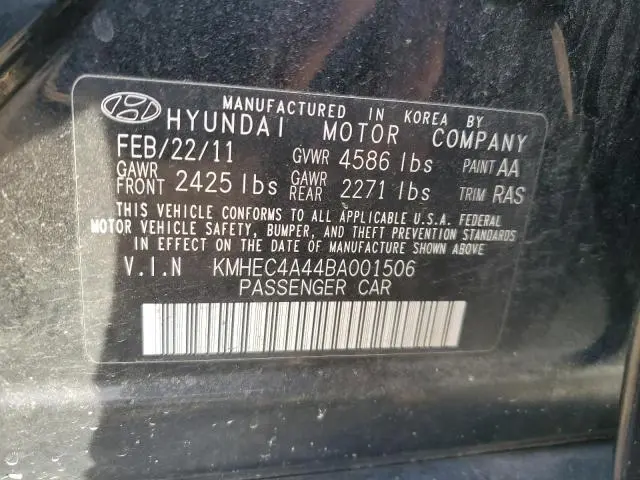 MANUFACTURED IN KOREA BY
HYUNDAI MOTOR COMPANY
FEB/22/11 GVWR 4586 lbs PAINT AA
GAWR FRONT 2425 lbs GAWR REAR 2271 lbs TRIM RAS
THIS VEHICLE CONFORMS TO ALL APPLICABLE U.S.A. FEDERAL
MOTOR VEHICLE SAFETY, BUMPER, AND THEFT PREVENTION STANDARDS
IN EFFECT ON THE DATE OF MANUFACTURE SHOWN ABOVE
V.I.N KMHEC4A44BA001506
PASSENGER CAR